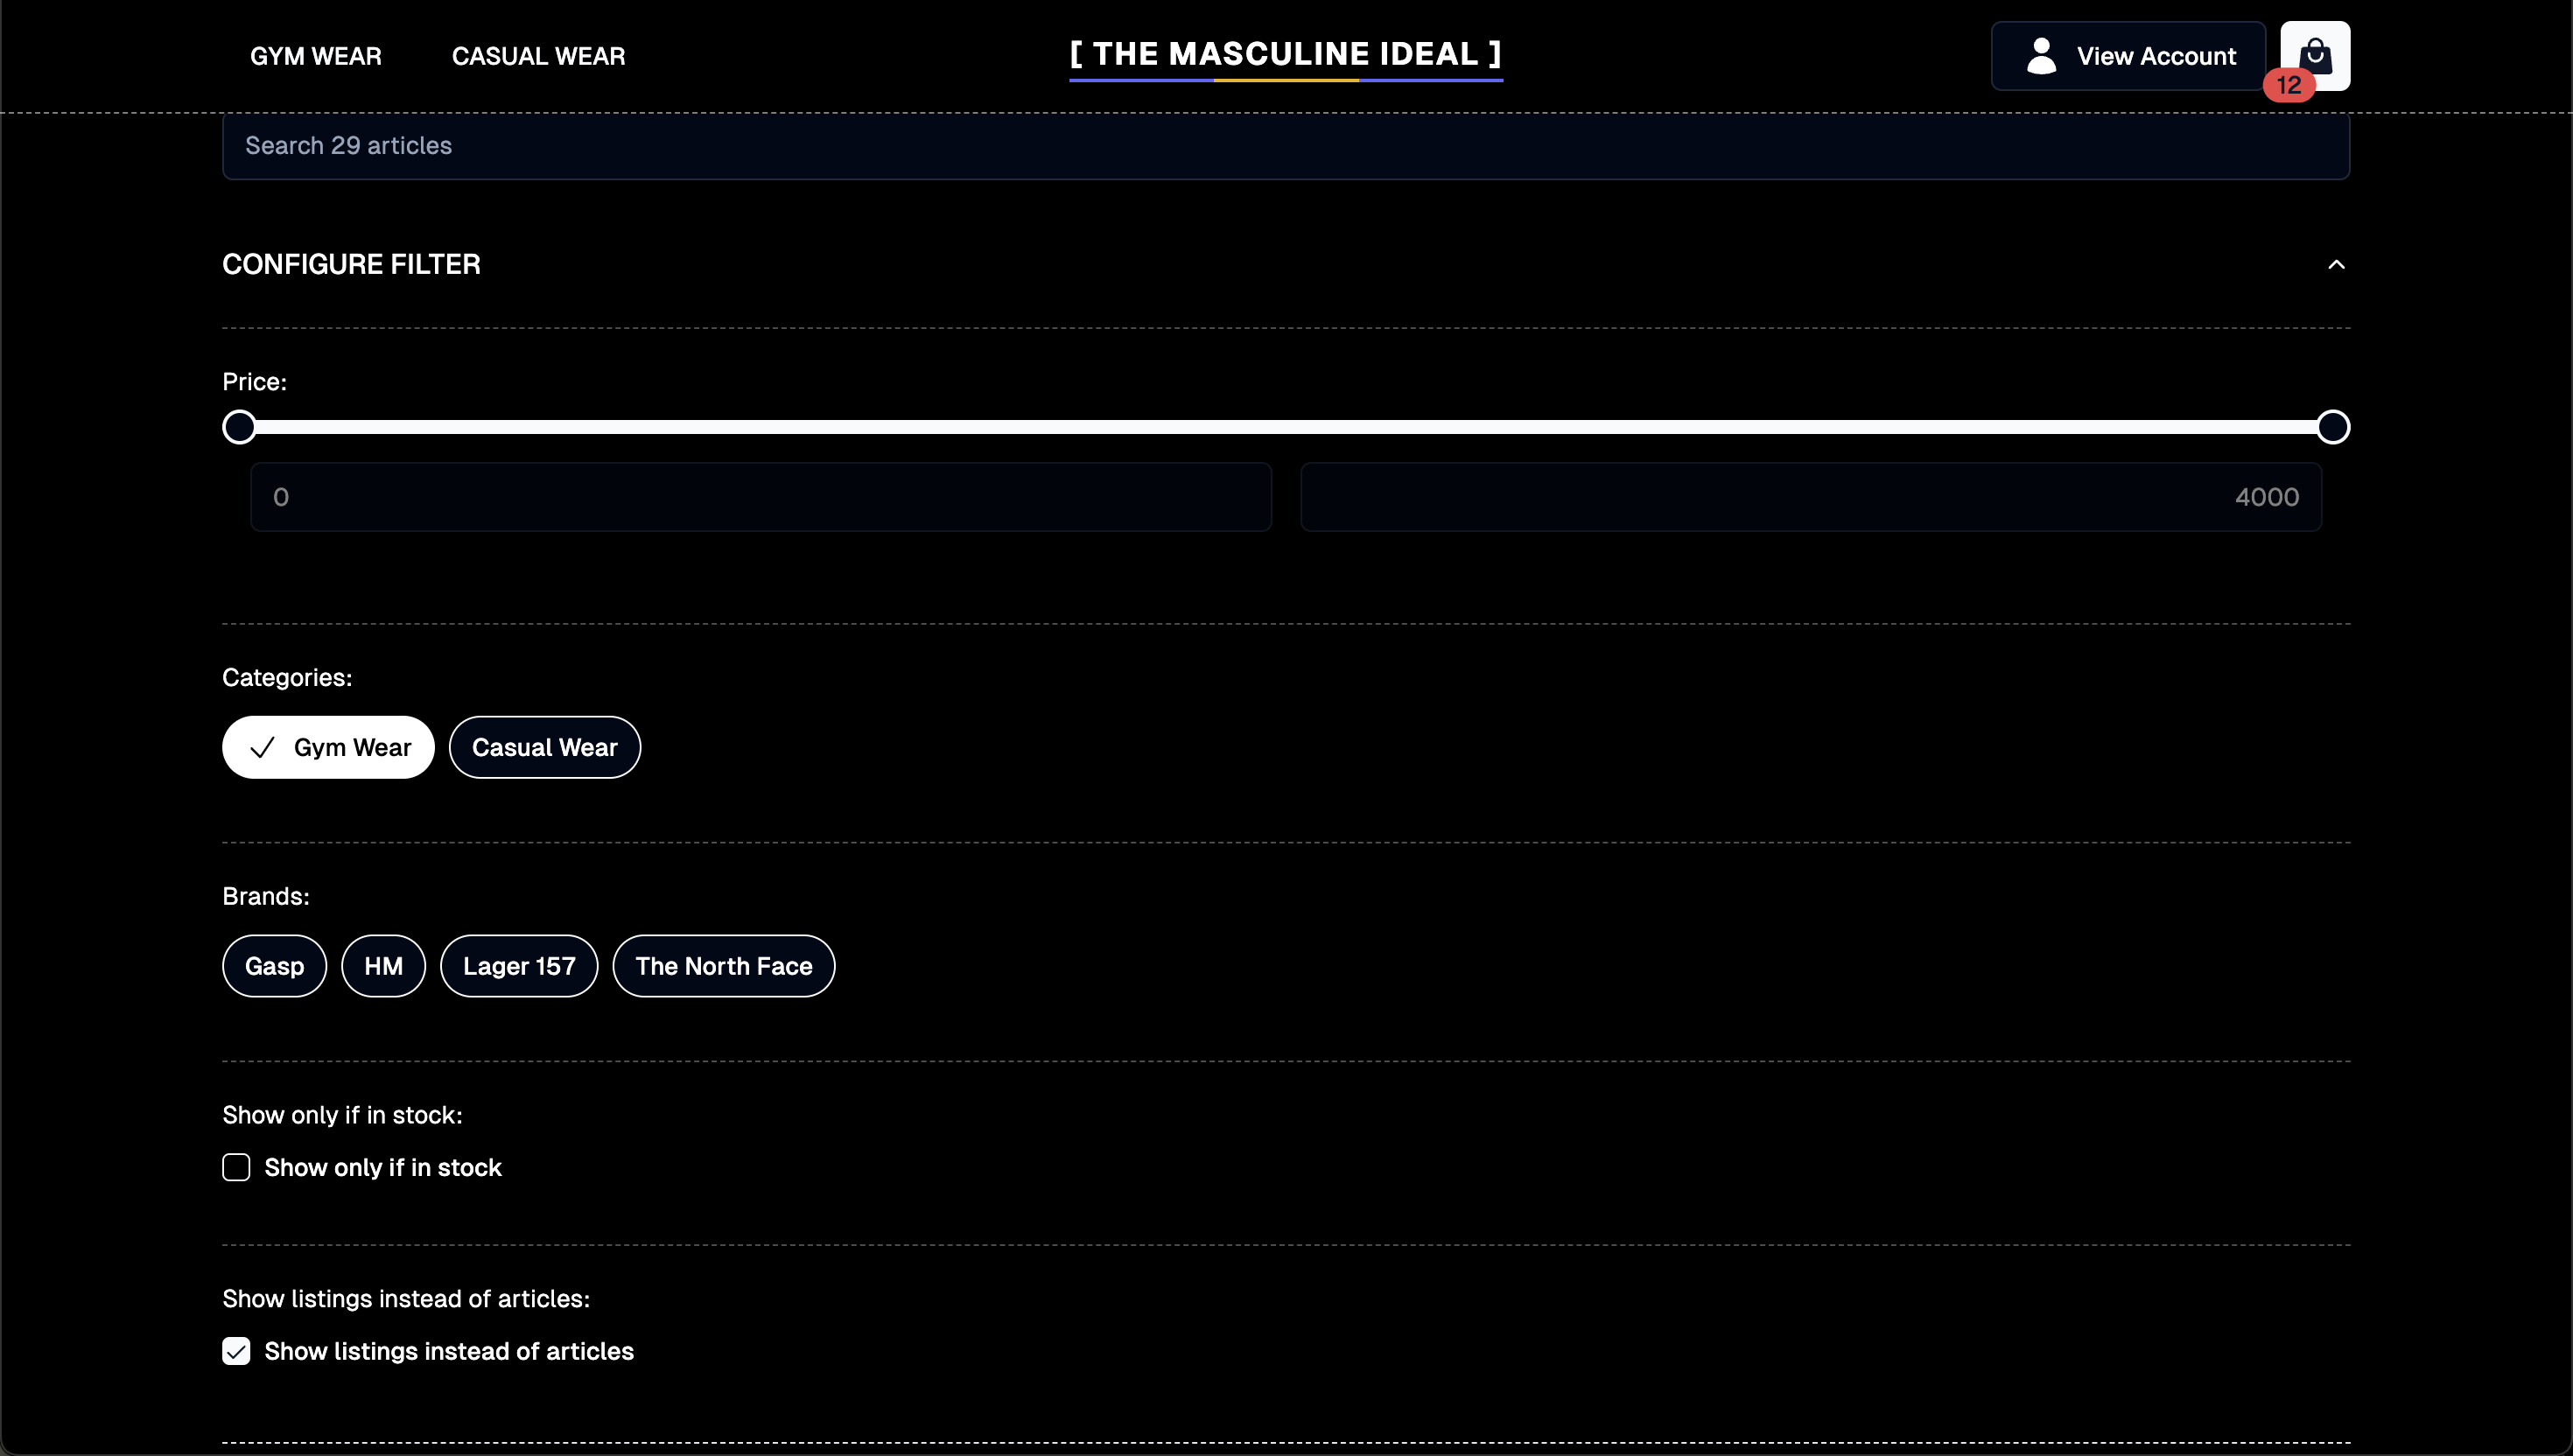 GYM WEAR
CASUAL WEAR
[ THE MASCULINE IDEAL ]
View Account
12
Search 29 articles
CONFIGURE FILTER
Price:
0
4000
Categories:
Gym Wear
Casual Wear
Brands:
Gasp
HM
Lager 157
The North Face
Show only if in stock:
Show only if in stock
Show listings instead of articles:
Show listings instead of articles